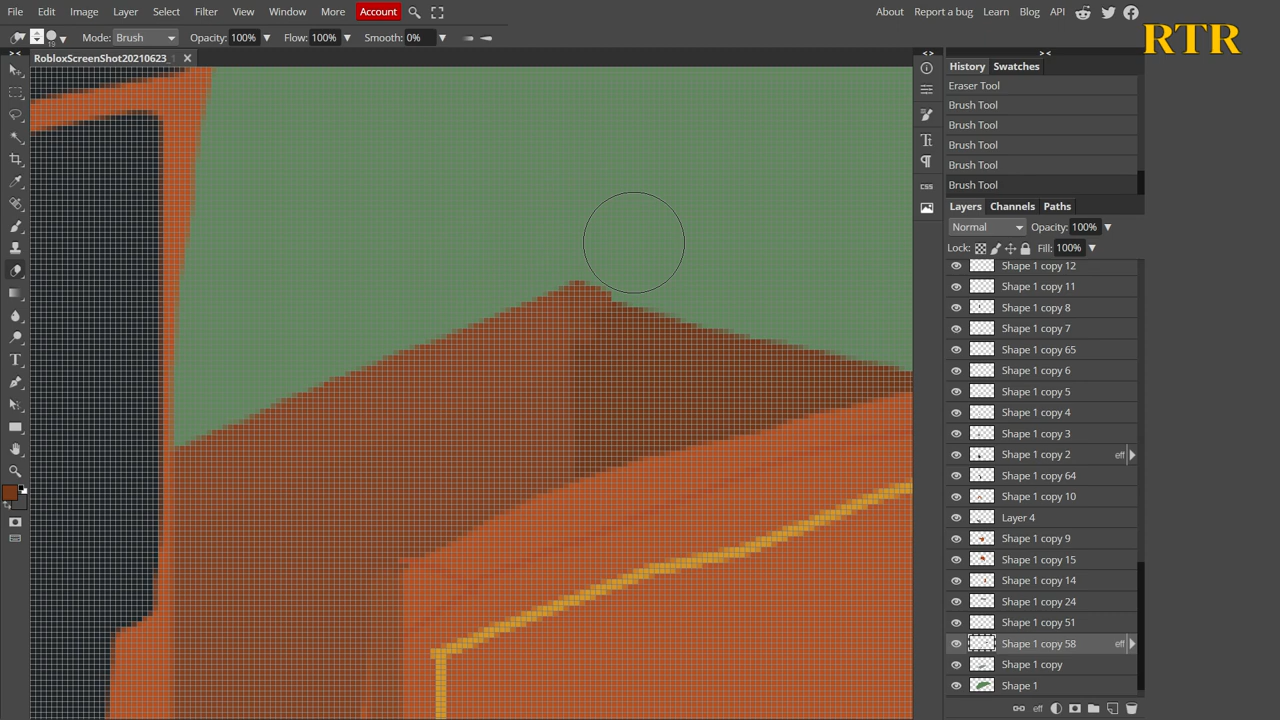 File Edit Image Layer Select Filter View Window More Account
About Report a bug Learn Blog API
RTR
19 Mode: Brush Opacity: 100% Flow: 100% Smooth: 0%
RobloxScreenShot20210623_
History Swatches
Eraser Tool
Brush Tool
Brush Tool
Brush Tool
Brush Tool
Brush Tool
CSS
Layers Channels Paths
Normal Opacity: 100%
Lock: Fill: 100%
Shape 1 copy 12
Shape 1 copy 11
Shape 1 copy 8
Shape 1 copy 7
Shape 1 copy 65
Shape 1 copy 6
Shape 1 copy 5
Shape 1 copy 4
Shape 1 copy 3
Shape 1 copy 2 eff
Shape 1 copy 64
Shape 1 copy 10
Layer 4
Shape 1 copy 9
Shape 1 copy 15
Shape 1 copy 14
Shape 1 copy 24
Shape 1 copy 51
Shape 1 copy 58 eff
Shape 1 copy
Shape 1
eff